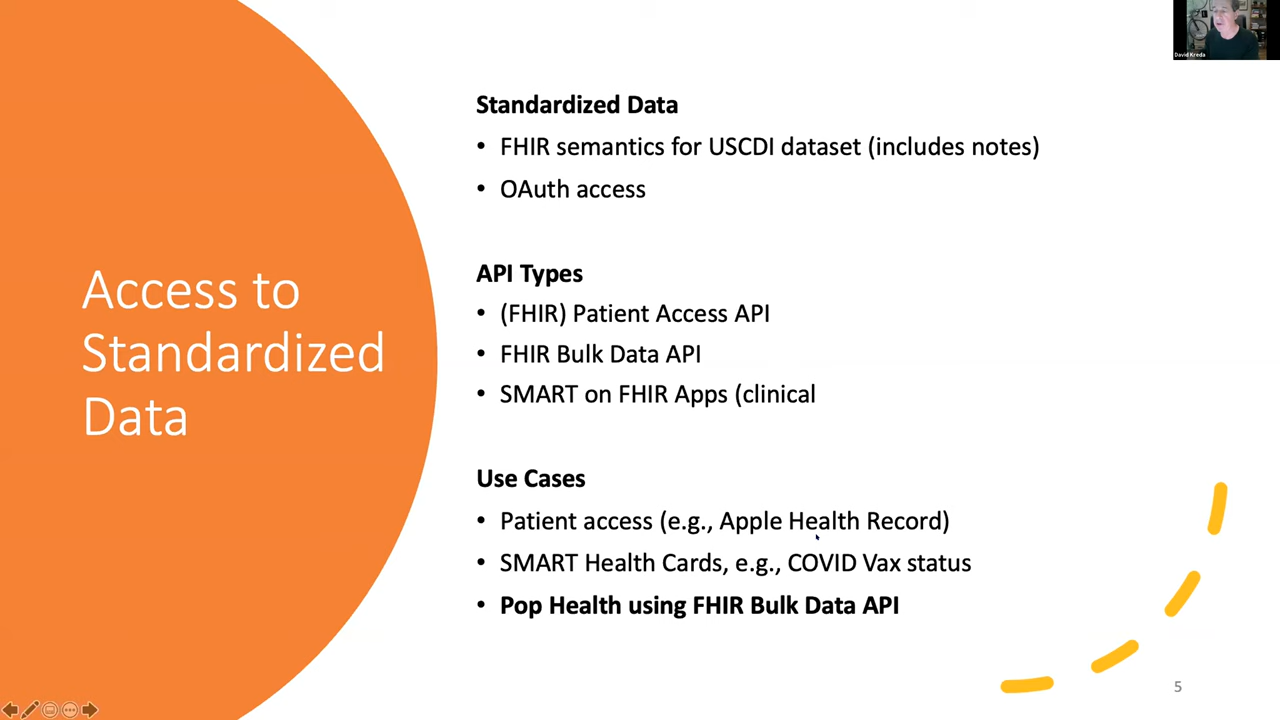 David Kreda
Access to
Standardized
Data
Standardized Data
• FHIR semantics for USCDI dataset (includes notes)
• OAuth access
API Types
• (FHIR) Patient Access API
• FHIR Bulk Data API
• SMART on FHIR Apps (clinical
Use Cases
• Patient access (e.g., Apple Health Record)
• SMART Health Cards, e.g., COVID Vax status
• Pop Health using FHIR Bulk Data API
5